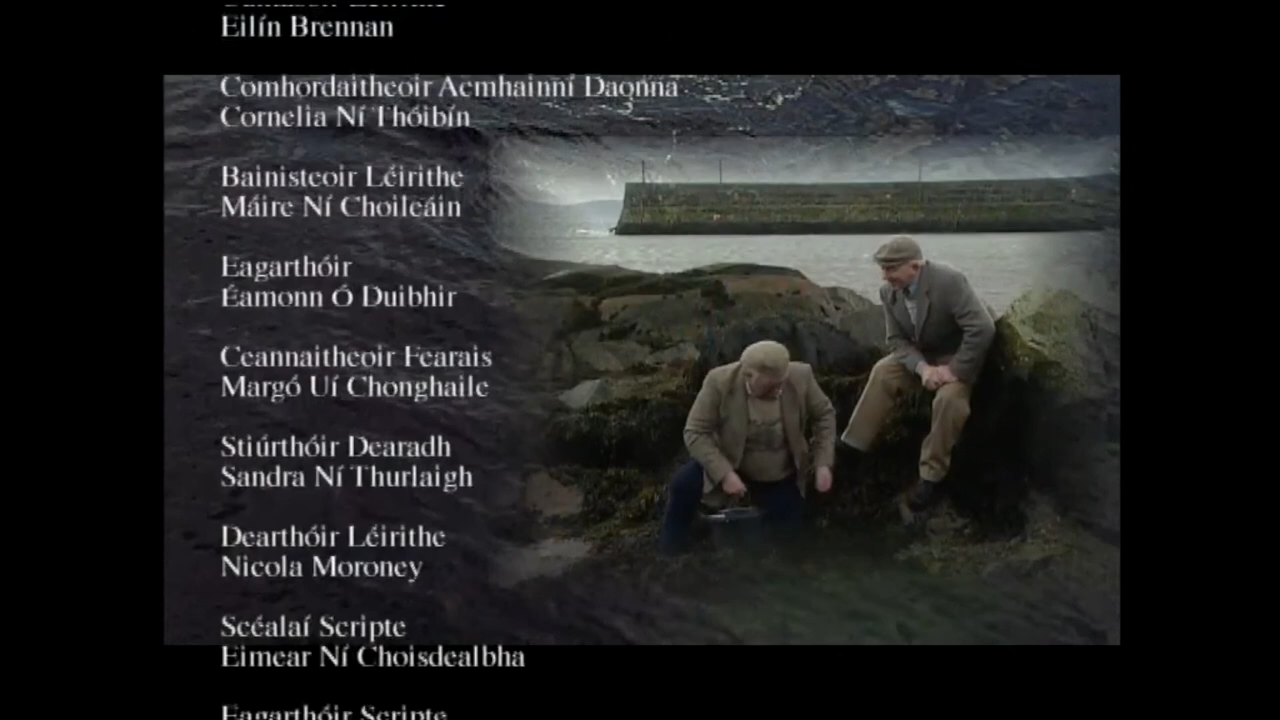 Eilín Brennan
Comhordaitheoir Acmhainní Daonna
Cornelia Ní Thóibín
Bainisteoir Léirithe
Máire Ní Choileáin
Eagarthóir
Éamonn Ó Duibhir
Ceannaitheoir Fearais
Margó Uí Chonghaile
Stiúrthóir Dearadh
Sandra Ní Thurlaigh
Dearthóir Léirithe
Nicola Moroney
Scéalaí Scripte
Eimear Ní Choisdealbha
Eagarthóir Scripte